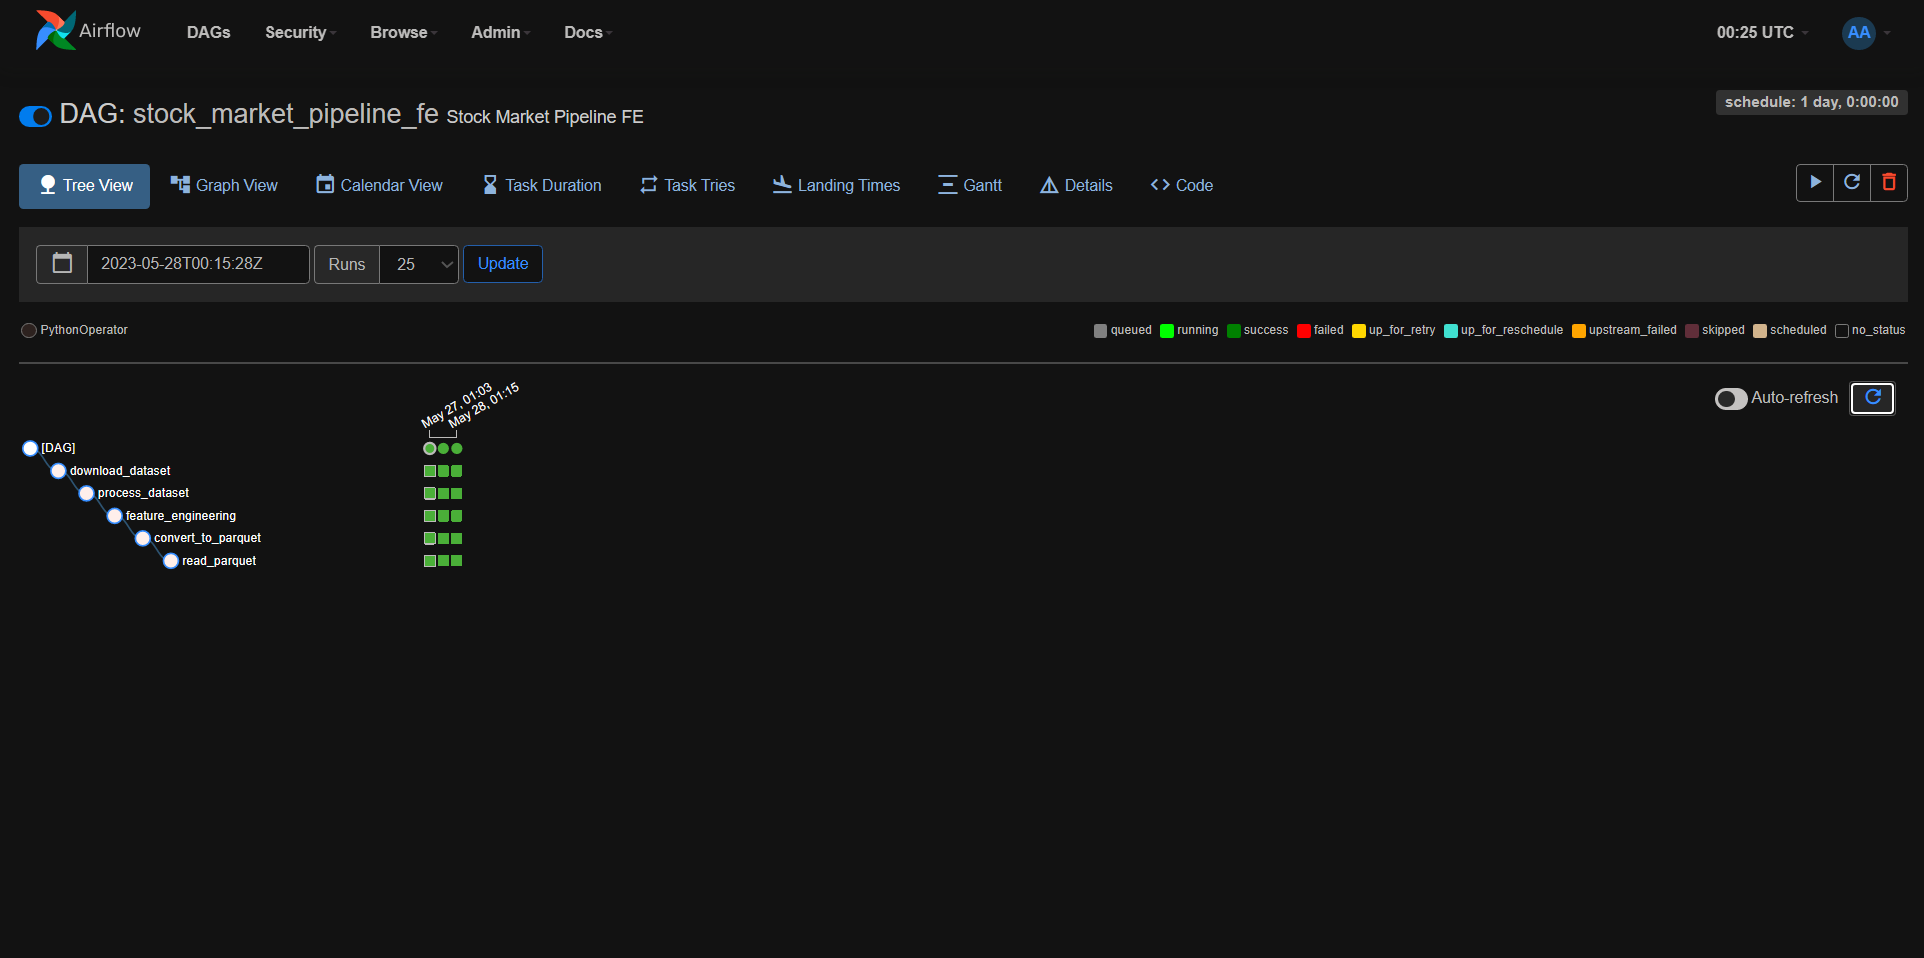 Airflow DAGs Security Browse Admin Docs 00:25 UTC AA
DAG: stock_market_pipeline_fe Stock Market Pipeline FE schedule: 1 day, 0:00:00
Tree View Graph View Calendar View Task Duration Task Tries Landing Times Gantt Details Code
2023-05-28T00:15:28Z Runs 25 Update
PythonOperator queued running success failed up_for_retry up_for_reschedule upstream_failed skipped scheduled no_status
Auto-refresh
May 27, 01:03
May 28, 01:15
[DAG]
download_dataset
process_dataset
feature_engineering
convert_to_parquet
read_parquet